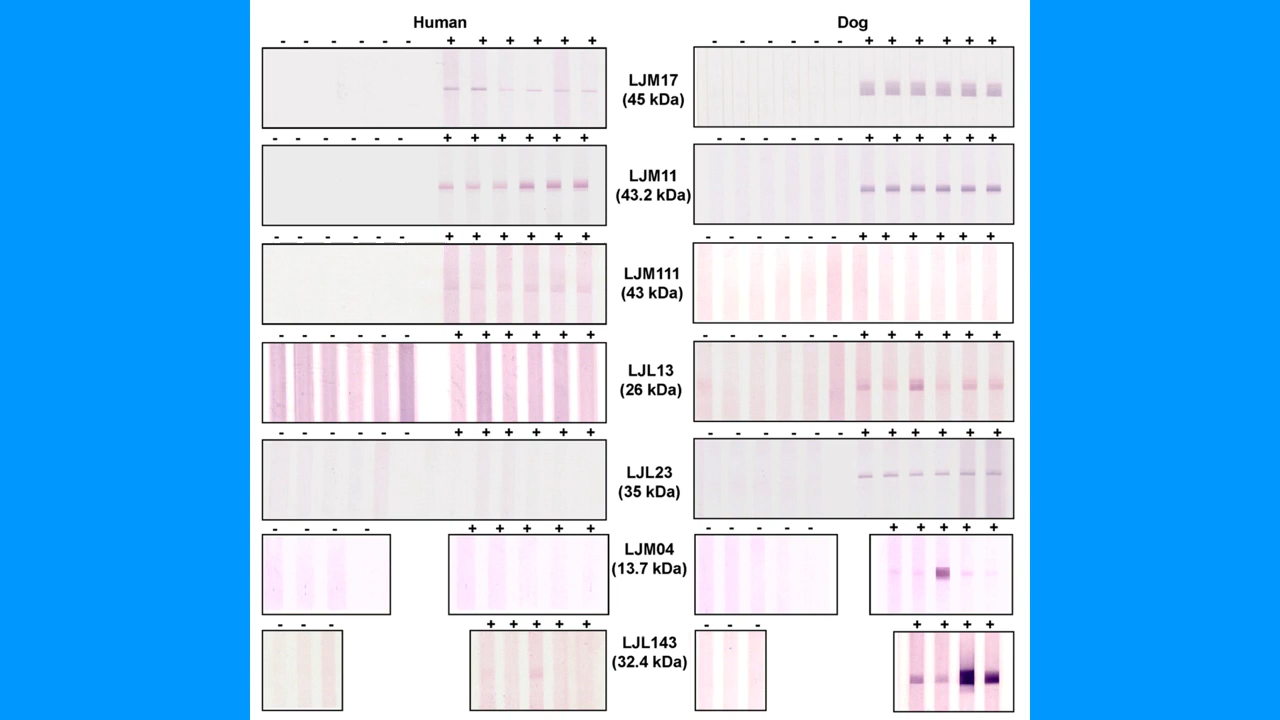 Human Dog
- - - - - - + + + + + + - - - - - - + + + + + +
LJM17
(45 kDa)
- - - - - - + + + + + + - - - - - - + + + + + +
LJM11
(43.2 kDa)
- - - - - - + + + + + + - - - - - - + + + + + +
LJM111
(43 kDa)
- - - - - - + + + + + + - - - - - - + + + + + +
LJL13
(26 kDa)
- - - - - - + + + + + + - - - - - - + + + + + +
LJL23
(35 kDa)
- - - - + + + + + - - - - - + + + + +
LJM04
(13.7 kDa)
- - - + + + + + - - - + + + +
LJL143
(32.4 kDa)